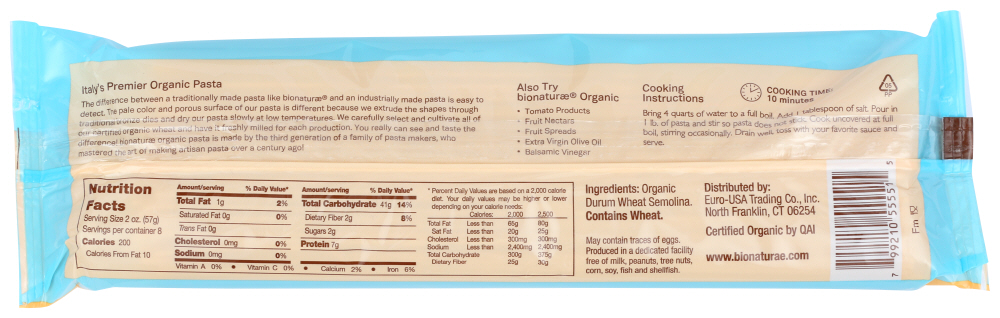 Italy's Premier Organic Pasta
The difference between a traditionally made pasta like bionaturæ® and an industrially made pasta is easy to
detect. The pale color and porous surface of our pasta is different because we extrude the shapes through
traditional bronze dies and dry our pasta slowly at low temperatures. We carefully select and cultivate all of
our certified organic wheat and have it freshly milled for each production. You really can see and taste the
difference! bionaturæ organic pasta is made by the third generation of a family of pasta makers, who
mastered the art of making artisan pasta over a century ago!
Also Try
bionaturæ® Organic
• Tomato Products
• Fruit Nectars
• Fruit Spreads
• Extra Virgin Olive Oil
• Balsamic Vinegar
Cooking
Instructions
COOKING TIME:
10 minutes
Bring 4 quarts of water to a full boil. Add 1 tablespoon of salt. Pour in
1 lb. of pasta and stir so pasta does not stick. Cook uncovered at full
boil, stirring occasionally. Drain well, toss with your favorite sauce and
serve.
05
PP
Nutrition
Facts
Serving Size 2 oz. (57g)
Servings per container 8
Calories 200
Calories From Fat 10
Amount/serving % Daily Value*
Total Fat 1g 2%
Saturated Fat 0g 0%
Trans Fat 0g
Cholesterol 0mg 0%
Sodium 0mg 0%
Amount/serving % Daily Value*
Total Carbohydrate 41g 14%
Dietary Fiber 2g 8%
Sugars 2g
Protein 7g
Vitamin A 0% • Vitamin C 0% • Calcium 2% • Iron 6%
* Percent Daily Values are based on a 2,000 calorie
diet. Your daily values may be higher or lower
depending on your calorie needs:
Calories: 2,000 2,500
Total Fat Less than 65g 80g
Sat Fat Less than 20g 25g
Cholesterol Less than 300mg 300mg
Sodium Less than 2,400mg 2,400mg
Total Carbohydrate 300g 375g
Dietary Fiber 25g 30g
Ingredients: Organic
Durum Wheat Semolina.
Contains Wheat.
May contain traces of eggs.
Produced in a dedicated facility
free of milk, peanuts, tree nuts,
corn, soy, fish and shellfish.
Distributed by:
Euro-USA Trading Co., Inc.
North Franklin, CT 06254
Certified Organic by QAI
www.bionaturae.com
7 99210 55555 5